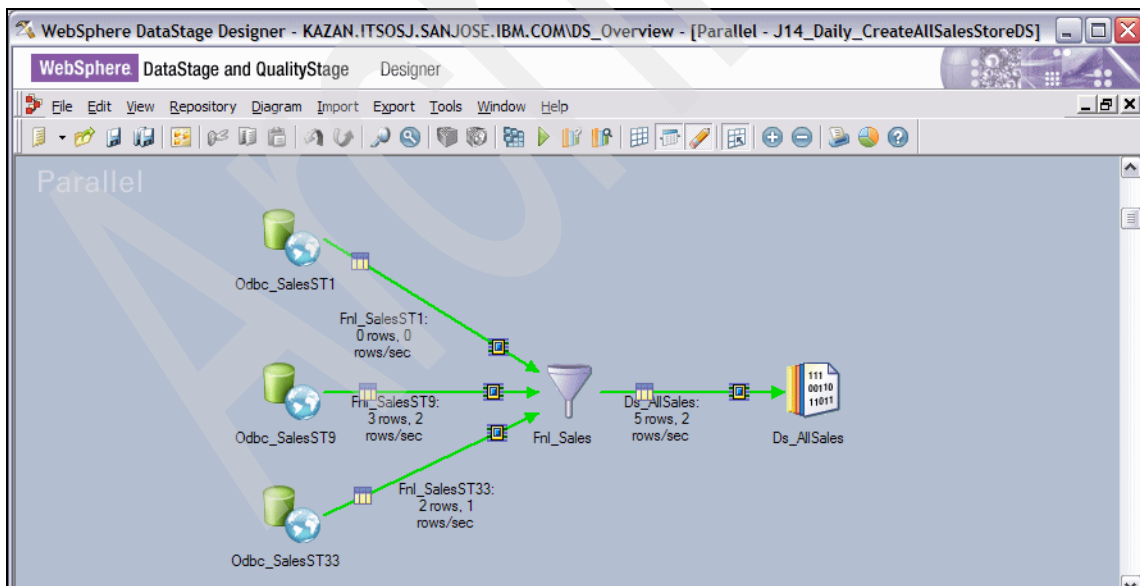 WebSphere DataStage Designer - KAZAN.ITSOSJ.SANJOSE.IBM.COM\DS_Overview - [Parallel - J14_Daily_CreateAllSalesStoreDS]
WebSphere. DataStage and QualityStage Designer
File Edit View Repository Diagram Import Export Tools Window Help
Parallel
Odbc_SalesST1
Fnl_SalesST1:
0 rows, 0
rows/sec
Odbc_SalesST9
Fnl_SalesST9:
3 rows, 2
rows/sec
Fnl_Sales
Ds_AllSales:
5 rows, 2
rows/sec
111
00110
11011
Ds_AllSales
Fnl_SalesST33:
2 rows, 1
rows/sec
Odbc_SalesST33